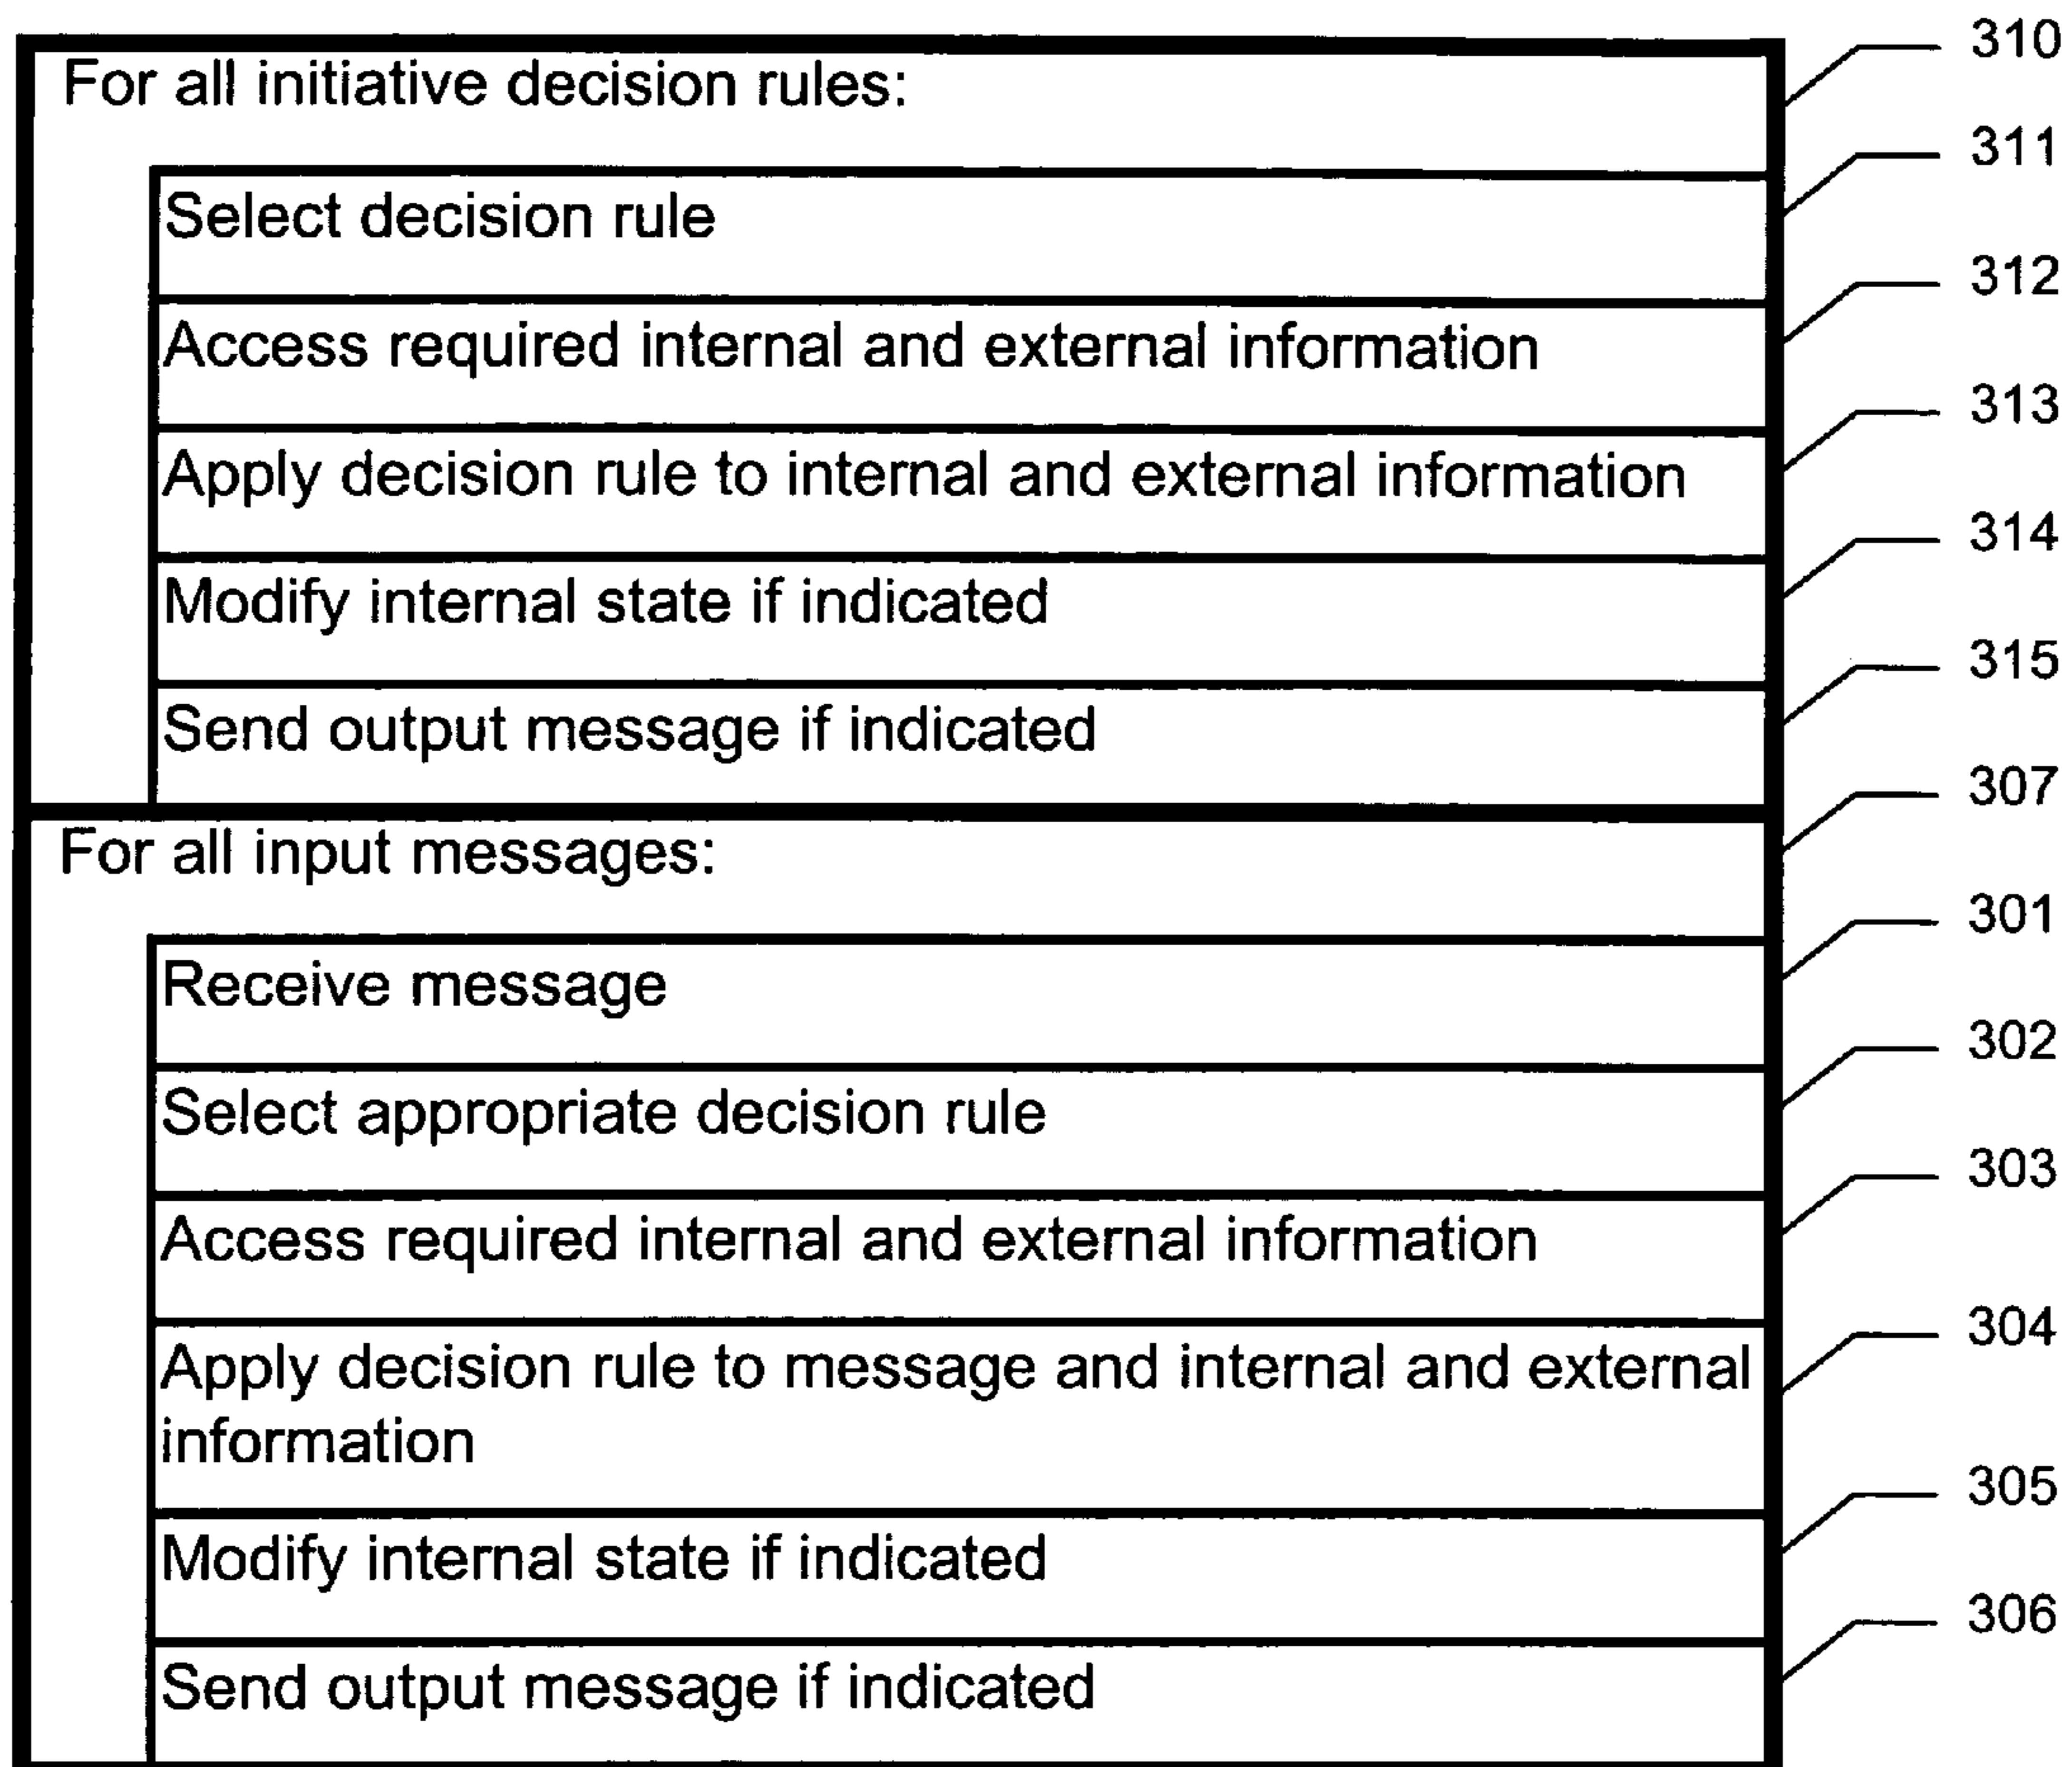 310
For all initiative decision rules:
311
Select decision rule
312
Access required internal and external information
313
Apply decision rule to internal and external information
314
Modify internal state if indicated
315
Send output message if indicated
307
For all input messages:
301
Receive message
302
Select appropriate decision rule
303
Access required internal and external information
304
Apply decision rule to message and internal and external
information
305
Modify internal state if indicated
306
Send output message if indicated